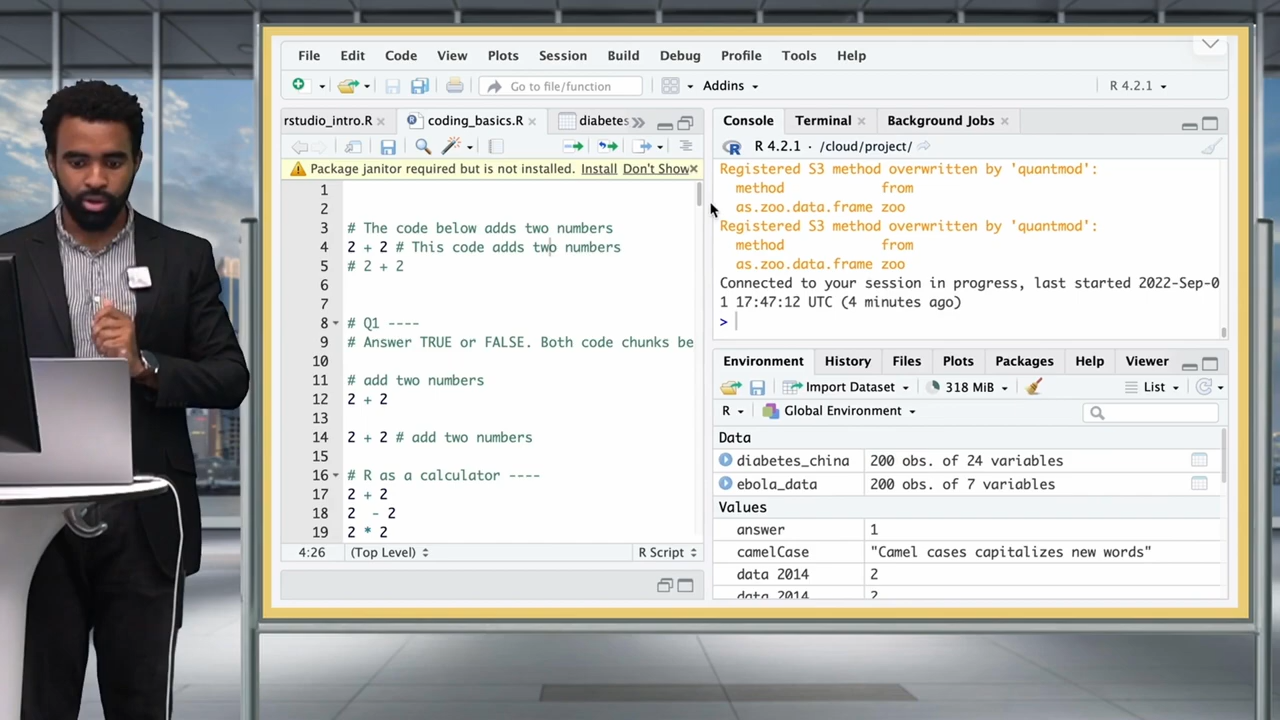 File Edit Code View Plots Session Build Debug Profile Tools Help
Go to file/function Addins R 4.2.1
rstudio_intro.R coding_basics.R diabetes
Package janitor required but is not installed. Install Don't Show
1
2
3 # The code below adds two numbers
4 2 + 2 # This code adds two numbers
5 # 2 + 2
6
7
8 # Q1 ----
9 # Answer TRUE or FALSE. Both code chunks be
10
11 # add two numbers
12 2 + 2
13
14 2 + 2 # add two numbers
15
16 # R as a calculator ----
17 2 + 2
18 2  - 2
19 2 * 2
4:26 (Top Level) R Script
Console Terminal Background Jobs
R 4.2.1 · /cloud/project/
Registered S3 method overwritten by 'quantmod':
method from
as.zoo.data.frame zoo
Registered S3 method overwritten by 'quantmod':
method from
as.zoo.data.frame zoo
Connected to your session in progress, last started 2022-Sep-0
1 17:47:12 UTC (4 minutes ago)
>
Environment History Files Plots Packages Help Viewer
Import Dataset 318 MiB List
R Global Environment
Data
diabetes_china 200 obs. of 24 variables
ebola_data 200 obs. of 7 variables
Values
answer 1
camelCase "Camel cases capitalizes new words"
data 2014 2
data 2014 2